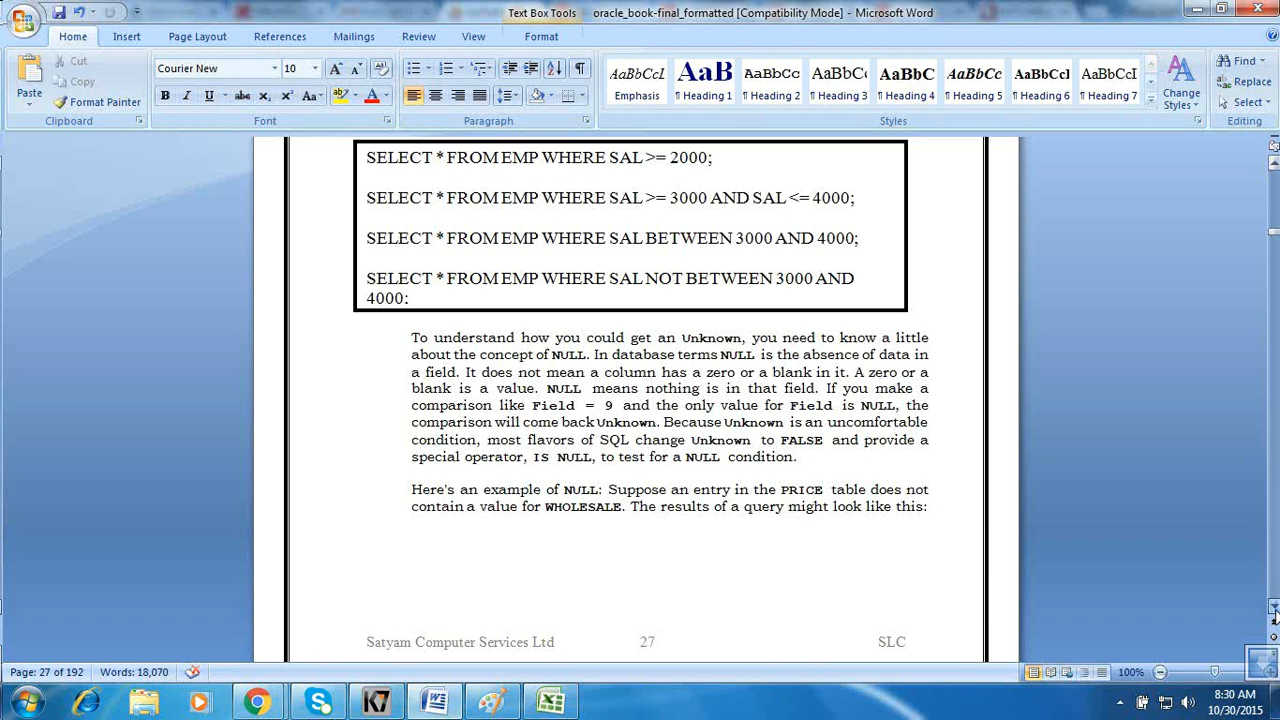 Text Box Tools oracle_book-final_formattd [Compatibility Mode] - Microsoft Word
Home Insert Page Layout References Mailings Review View Format
Paste
Cut
Copy
Format Painter
Clipboard
Courier New 10
Font
Paragraph
AaBbCcI AaB AaBbCc AaBbCc AaBbC AaBbCc AaBbCc AaBbCcI
Emphasis ¶ Heading 1 ¶ Heading 2 ¶ Heading 3 ¶ Heading 4 ¶ Heading 5 ¶ Heading 6 ¶ Heading 7
Change Styles
Styles
Find
Replace
Select
Editing
SELECT * FROM EMP WHERE SAL >= 2000;
SELECT * FROM EMP WHERE SAL >= 3000 AND SAL <= 4000;
SELECT * FROM EMP WHERE SAL BETWEEN 3000 AND 4000;
SELECT * FROM EMP WHERE SAL NOT BETWEEN 3000 AND
4000;
To understand how you could get an Unknown, you need to know a little
about the concept of NULL. In database terms NULL is the absence of data in
a field. It does not mean a column has a zero or a blank in it. A zero or a
blank is a value. NULL means nothing is in that field. If you make a
comparison like Field = 9 and the only value for Field is NULL, the
comparison will come back Unknown. Because Unknown is an uncomfortable
condition, most flavors of SQL change Unknown to FALSE and provide a
special operator, IS NULL, to test for a NULL condition.
Here's an example of NULL: Suppose an entry in the PRICE table does not
contain a value for WHOLESALE. The results of a query might look like this:
Satyam Computer Services Ltd 27 SLC
Page: 27 of 192 Words: 18,070 100%
8:30 AM
10/30/2015